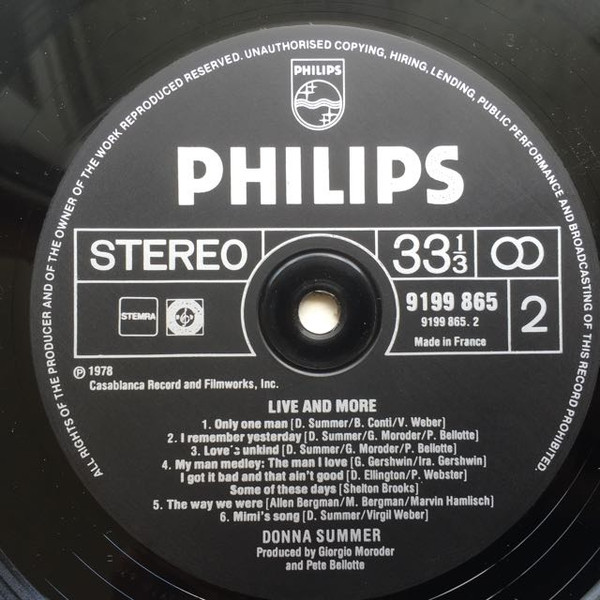 ALL RIGHTS OF THE PRODUCER AND OF THE OWNER OF THE WORK REPRODUCED RESERVED. UNAUTHORISED COPYING, HIRING, LENDING, PUBLIC PERFORMANCE AND BROADCASTING OF THIS RECORD PROHIBITED.
PHILIPS
PHILIPS
STEREO
33 1/3
STEMRA
9199 865
9199 865. 2
Made in France
2
℗ 1978
Casablanca Record and Filmworks, Inc.
LIVE AND MORE
1. Only one man [D. Summer/B. Conti/V. Weber]
2. I remember yesterday [D. Summer/G. Moroder/P. Bellotte]
3. Love's unkind [D. Summer/G. Moroder/P. Bellotte]
4. My man medley: The man I love [G. Gershwin/Ira. Gershwin]
I got it bad and that ain't good [D. Ellington/P. Webster]
Some of these days [Shelton Brooks]
5. The way we were [Allen Bergman/M. Bergman/Marvin Hamlisch]
6. Mimi's song [D. Summer/Virgil Weber]
DONNA SUMMER
Produced by Giorgio Moroder
and Pete Bellotte